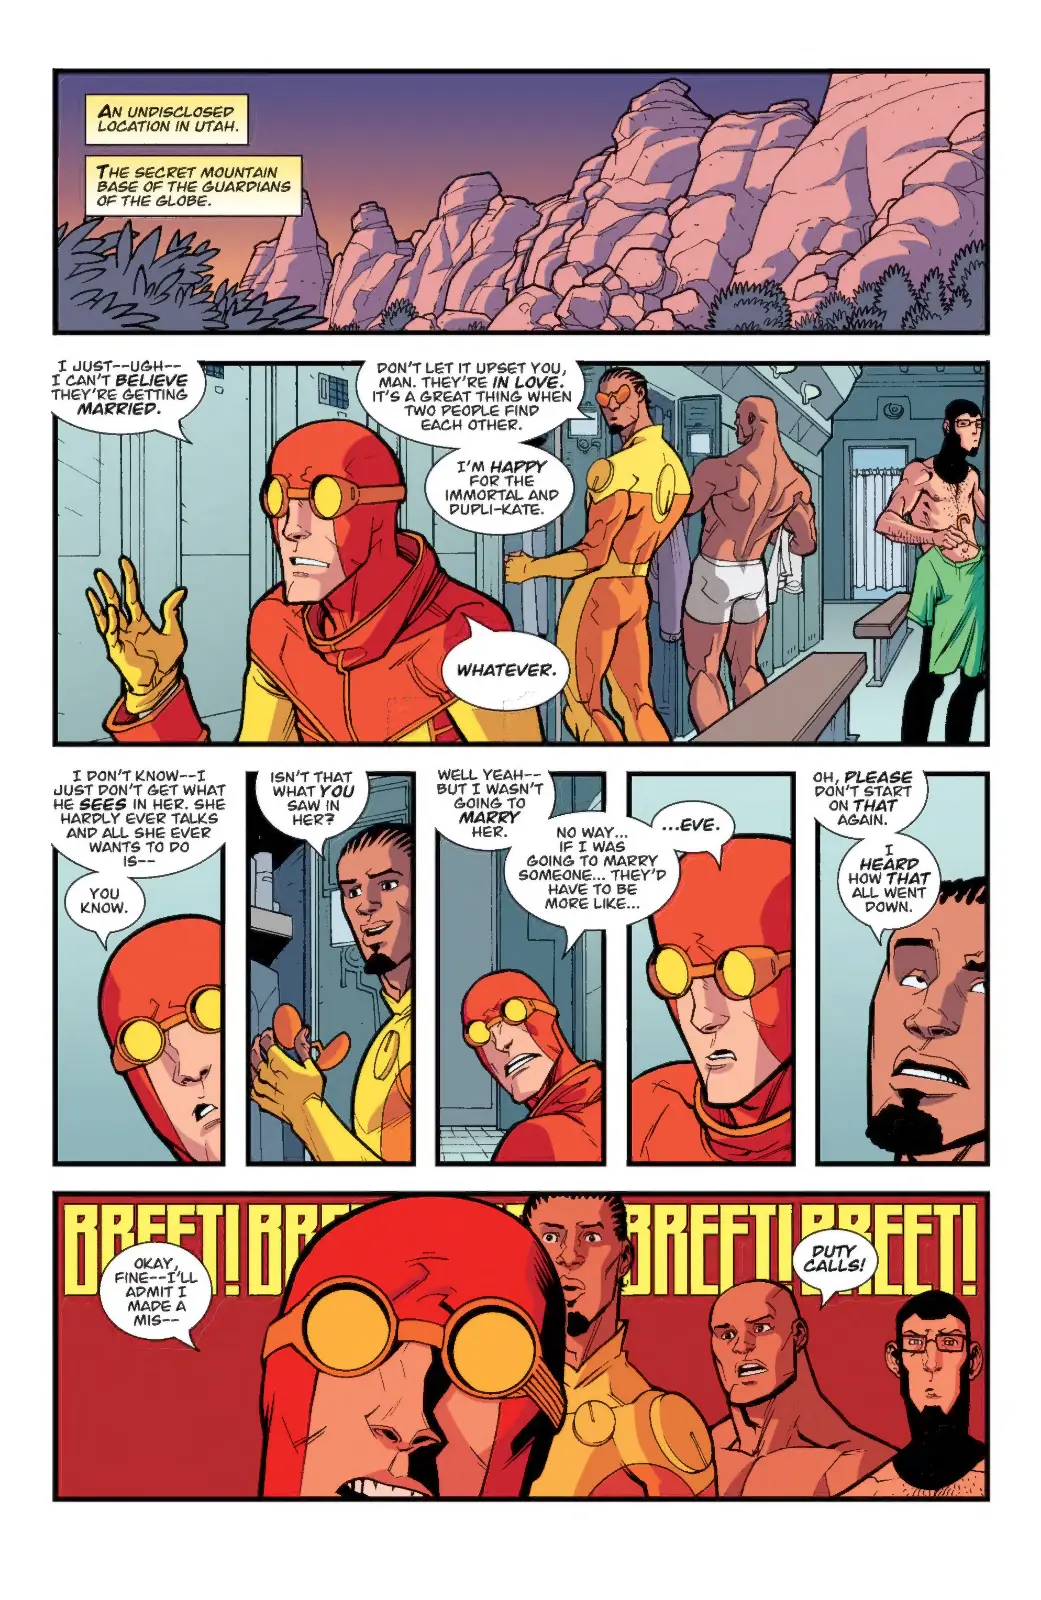 AN UNDISCLOSED
LOCATION IN UTAH.
THE SECRET MOUNTAIN
BASE OF THE GUARDIANS
OF THE GLOBE.
I JUST--UGH--
I CAN'T BELIEVE
THEY'RE GETTING
MARRIED.
DON'T LET IT UPSET YOU,
MAN. THEY'RE IN LOVE.
IT'S A GREAT THING WHEN
TWO PEOPLE FIND
EACH OTHER.
I'M HAPPY
FOR THE
IMMORTAL AND
DUPLI-KATE.
WHATEVER.
I DON'T KNOW--I
JUST DON'T GET WHAT
HE SEES IN HER. SHE
HARDLY EVER TALKS
AND ALL SHE EVER
WANTS TO DO
IS--
YOU
KNOW.
ISN'T THAT
WHAT YOU
SAW IN
HER?
WELL YEAH--
BUT I WASN'T
GOING TO
MARRY
HER.
NO WAY...
IF I WAS
GOING TO MARRY
SOMEONE... THEY'D
HAVE TO BE
MORE LIKE...
...EVE.
OH, PLEASE
DON'T START
ON THAT
AGAIN.
I
HEARD
HOW THAT
ALL WENT
DOWN.
BREET! BREE BREET! BREET!
OKAY,
FINE--I'LL
ADMIT I
MADE A
MIS--
DUTY
CALLS!